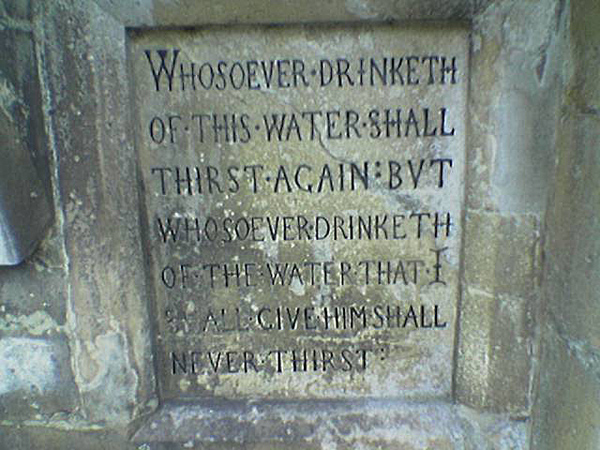 WHOSOEVER·DRINKETH
OF·THIS·WATER·SHALL
THIRST·AGAIN:BVT
WHOSOEVER·DRINKETH
OF·THE·WATER·THAT·I
SHALL·GIVE·HIM·SHALL
NEVER·THIRST: